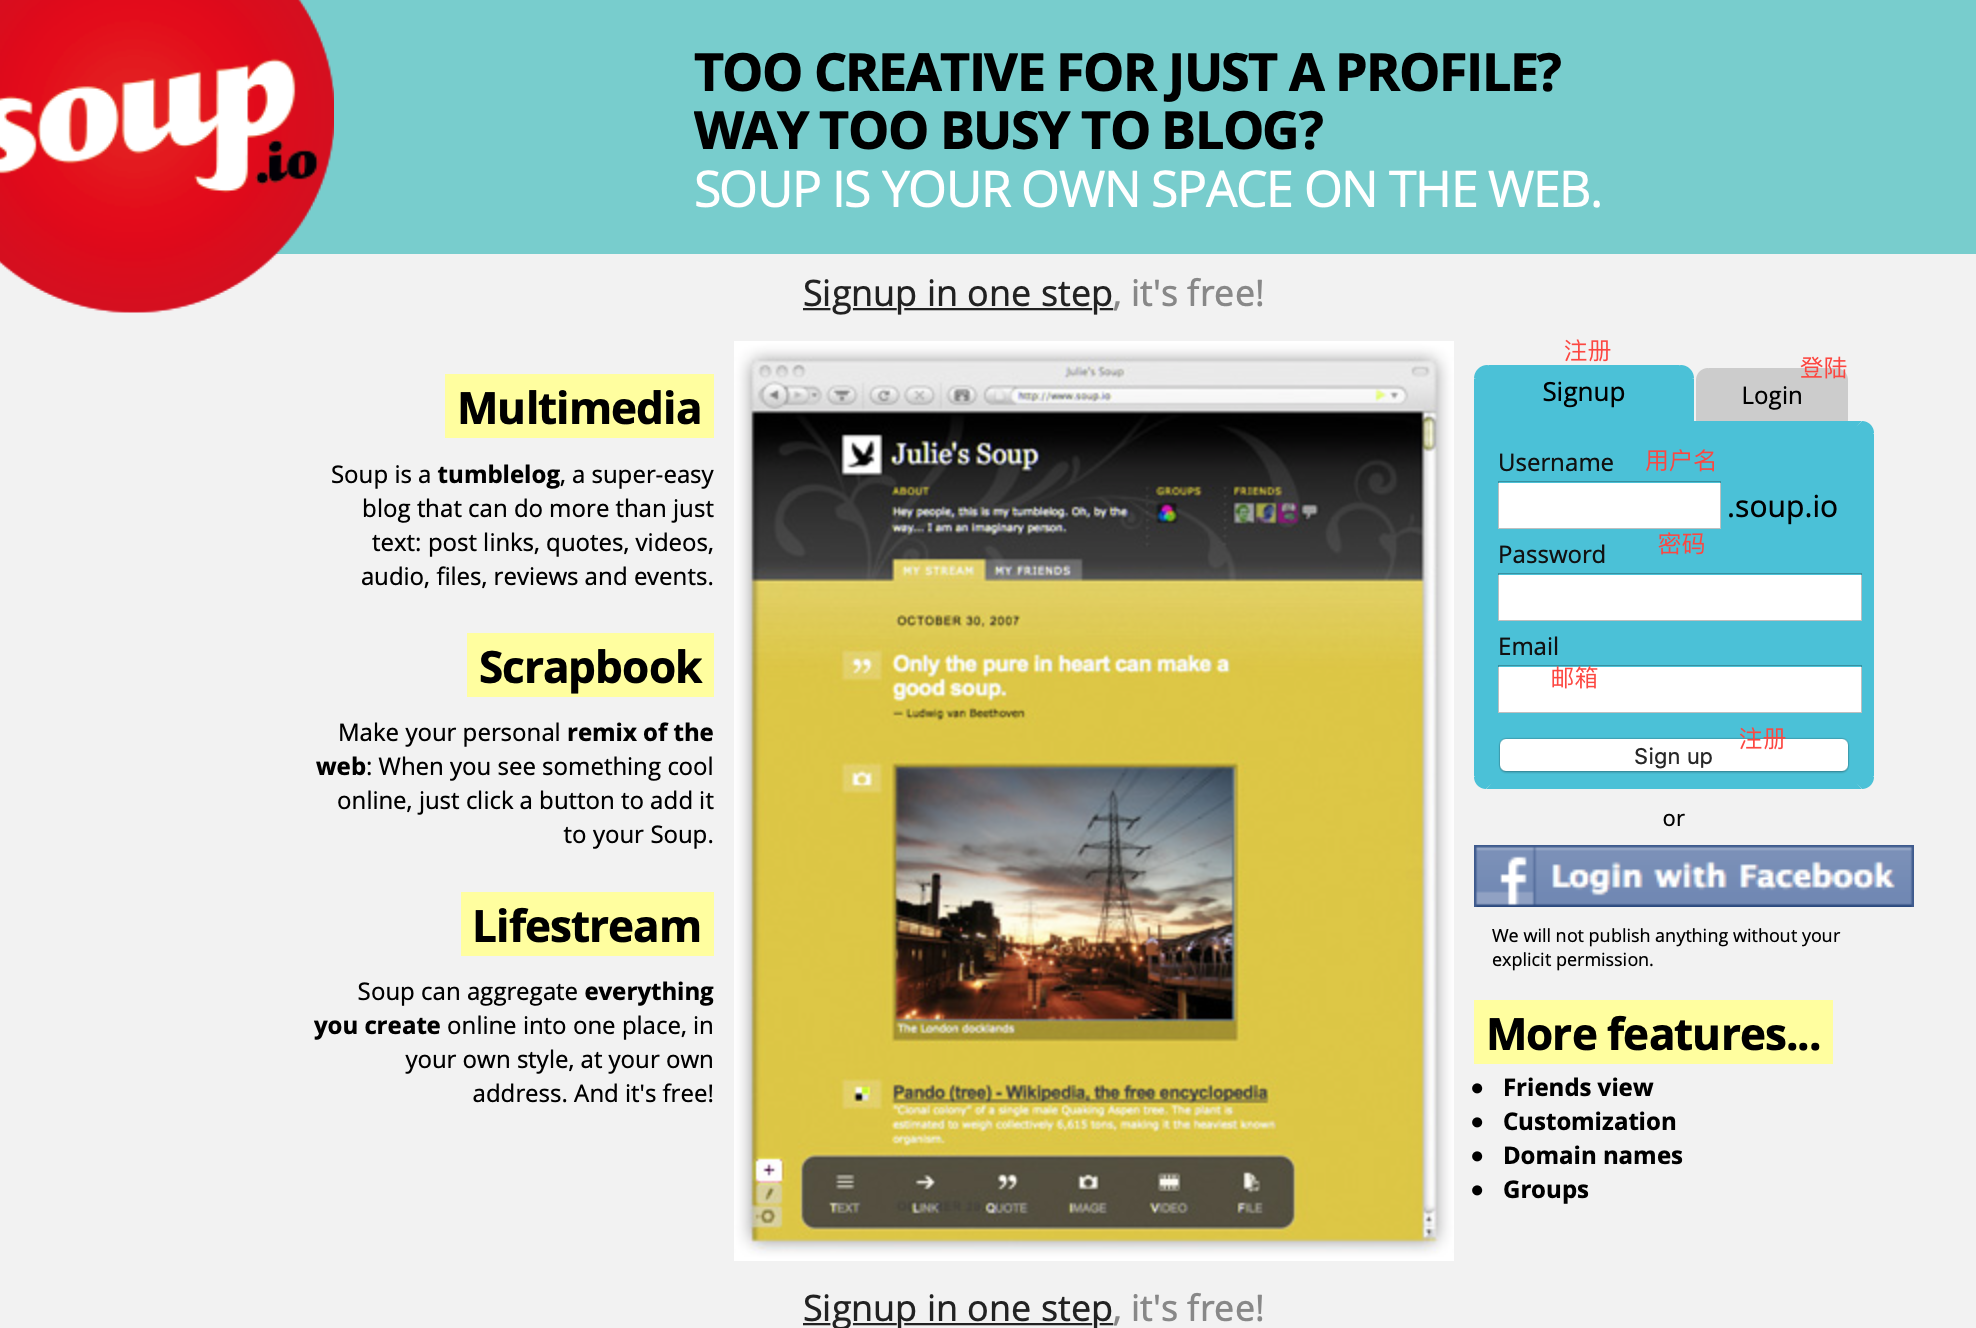 soup
.io
TOO CREATIVE FOR JUST A PROFILE?
WAY TOO BUSY TO BLOG?
SOUP IS YOUR OWN SPACE ON THE WEB.
Signup in one step, it's free!
Multimedia
Soup is a tumblelog, a super-easy
blog that can do more than just
text: post links, quotes, videos,
audio, files, reviews and events.
Scrapbook
Make your personal remix of the
web: When you see something cool
online, just click a button to add it
to your Soup.
Lifestream
Soup can aggregate everything
you create online into one place, in
your own style, at your own
address. And it's free!
Julie's Soup
http://www.soup.io
Julie's Soup
ABOUT
Hey people, this is my tumblelog. Oh, by the
way... I am an imaginary person.
GROUPS
FRIENDS
MY STREAM MY FRIENDS
OCTOBER 30, 2007
Only the pure in heart can make a
good soup.
— Ludwig van Beethoven
The London docklands
Pando (tree) - Wikipedia, the free encyclopedia
"Clonal colony" of a single male Quaking Aspen tree. The plant is
estimated to weigh collectively 6,615 tons, making it the heaviest known
organism.
TEXT LINK QUOTE IMAGE VIDEO FILE
注册
登陆
Signup
Login
Username 用户名
.soup.io
密码
Password
Email
邮箱
注册
Sign up
or
f Login with Facebook
We will not publish anything without your
explicit permission.
More features...
• Friends view
• Customization
• Domain names
• Groups
Signup in one step, it's free!